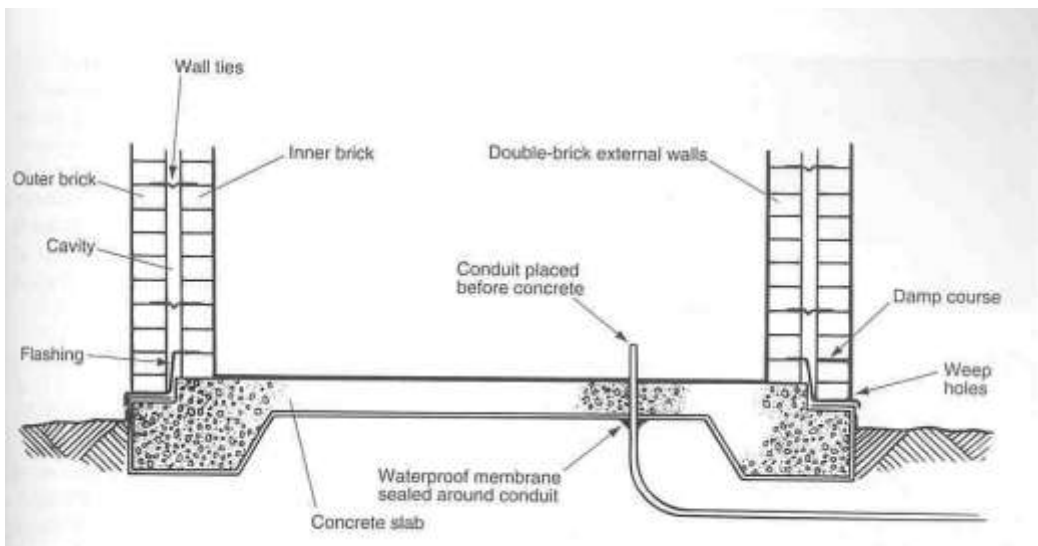 Wall ties
Inner brick
Double-brick external walls
Outer brick
Cavity
Conduit placed
before concrete
Damp course
Flashing
Weep
holes
Waterproof membrane
sealed around conduit
Concrete slab